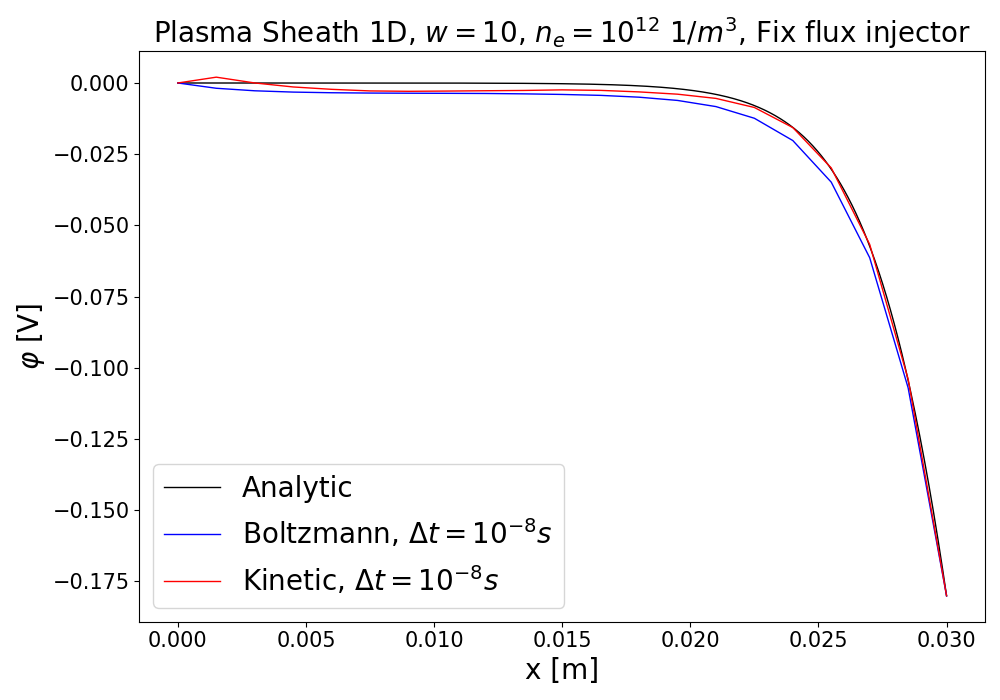 Plasma Sheath 1D, $w = 10$, $n_e = 10^{12}$ $1/m^3$, Fix flux injector
φ [V]
0.000
−0.025
−0.050
−0.075
−0.100
−0.125
−0.150
−0.175
Analytic
Boltzmann, $\Delta t = 10^{-8}s$
Kinetic, $\Delta t = 10^{-8}s$
0.000 0.005 0.010 0.015 0.020 0.025 0.030
x [m]